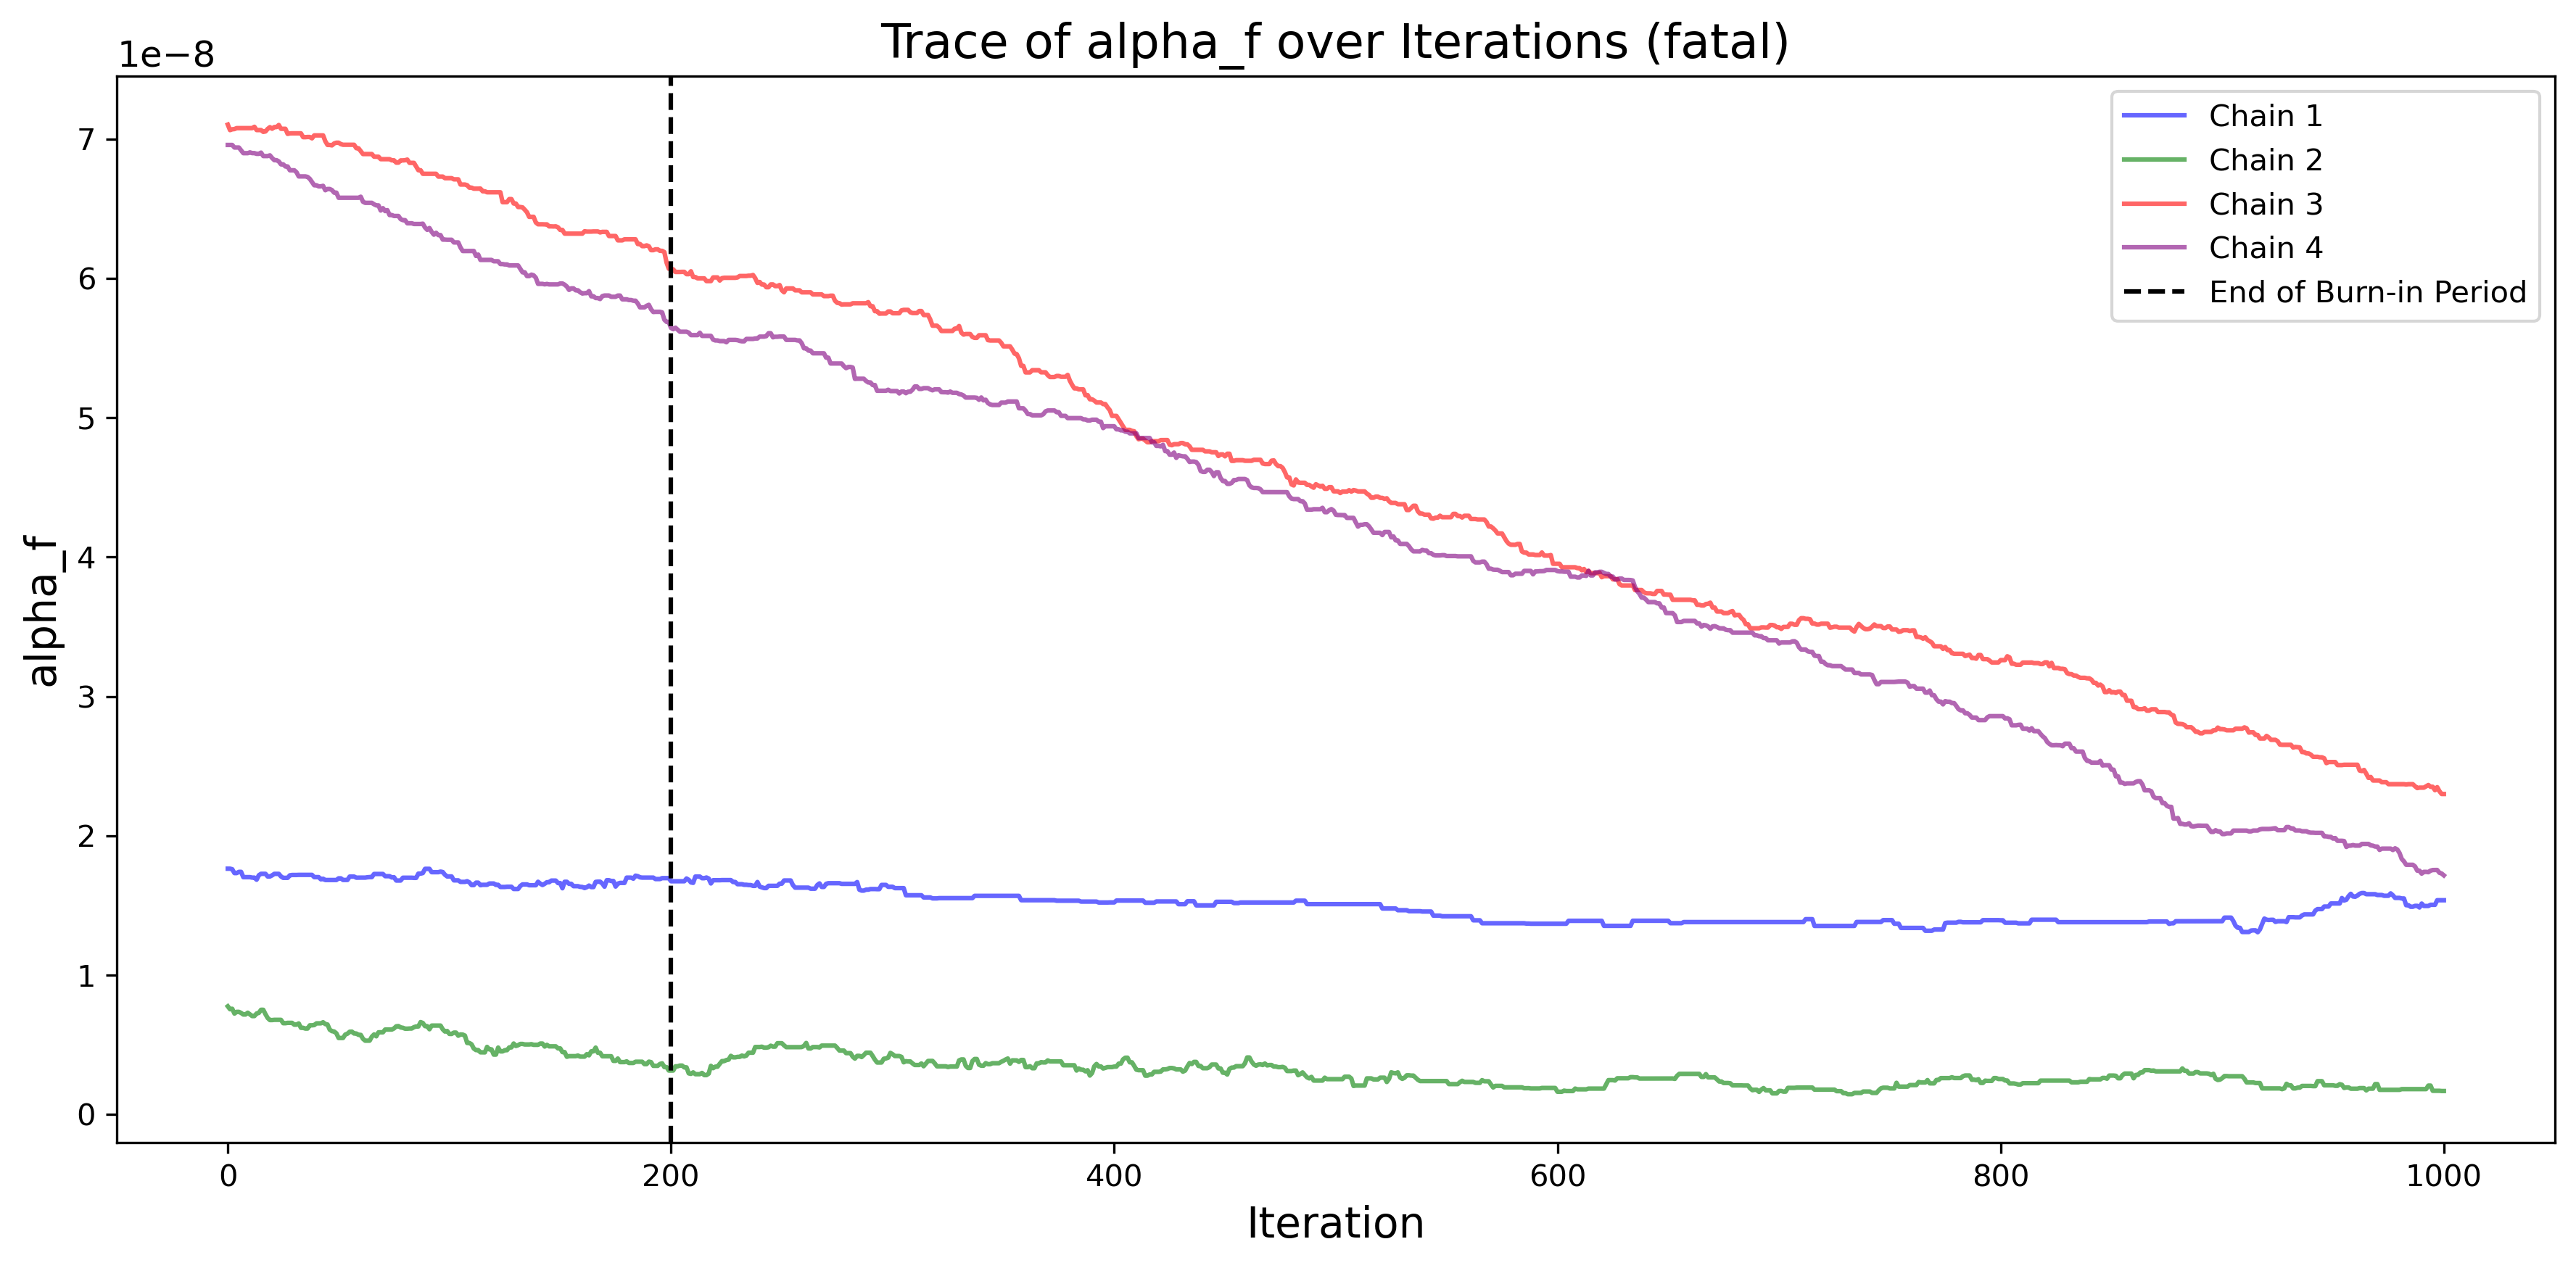 Trace of alpha_f over Iterations (fatal)
1e−8
7
6
5
4
3
2
1
0
alpha_f
Chain 1
Chain 2
Chain 3
Chain 4
End of Burn-in Period
0
200
400
600
800
1000
Iteration